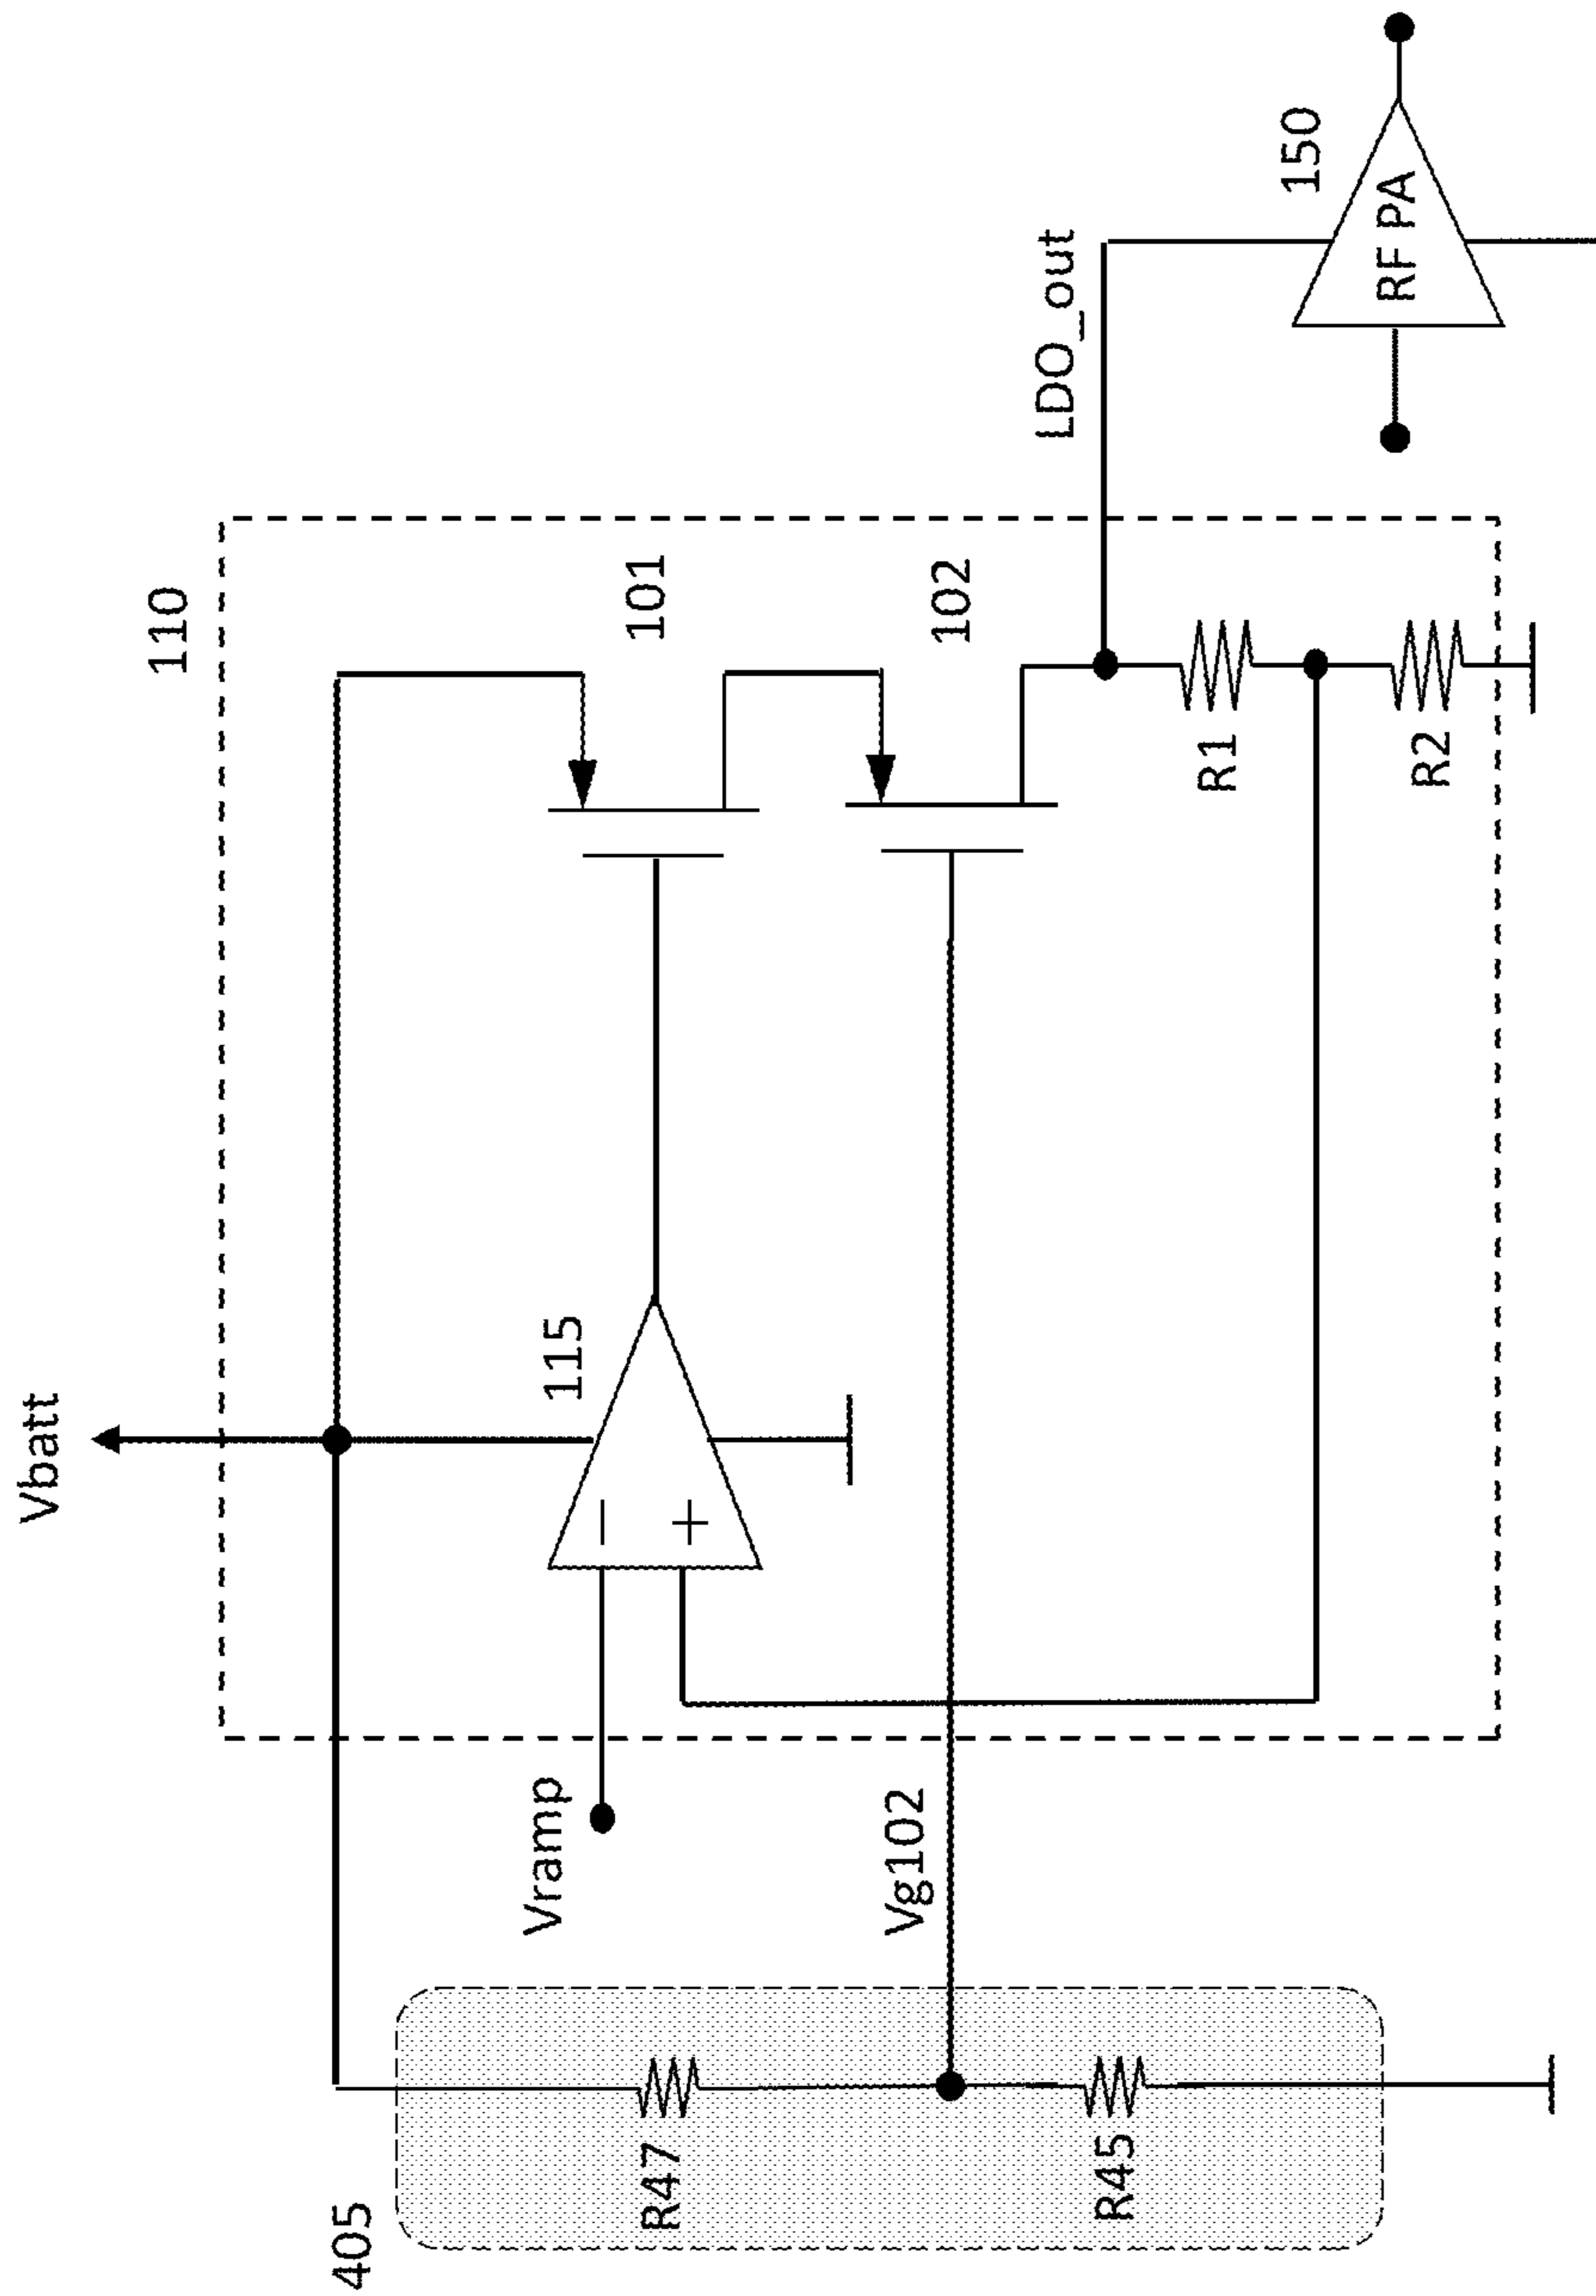 Vbatt
110
115
101
102
LDO_out
150
RF PA
Vramp
Vg102
R1
R2
405
R47
R45
−
+